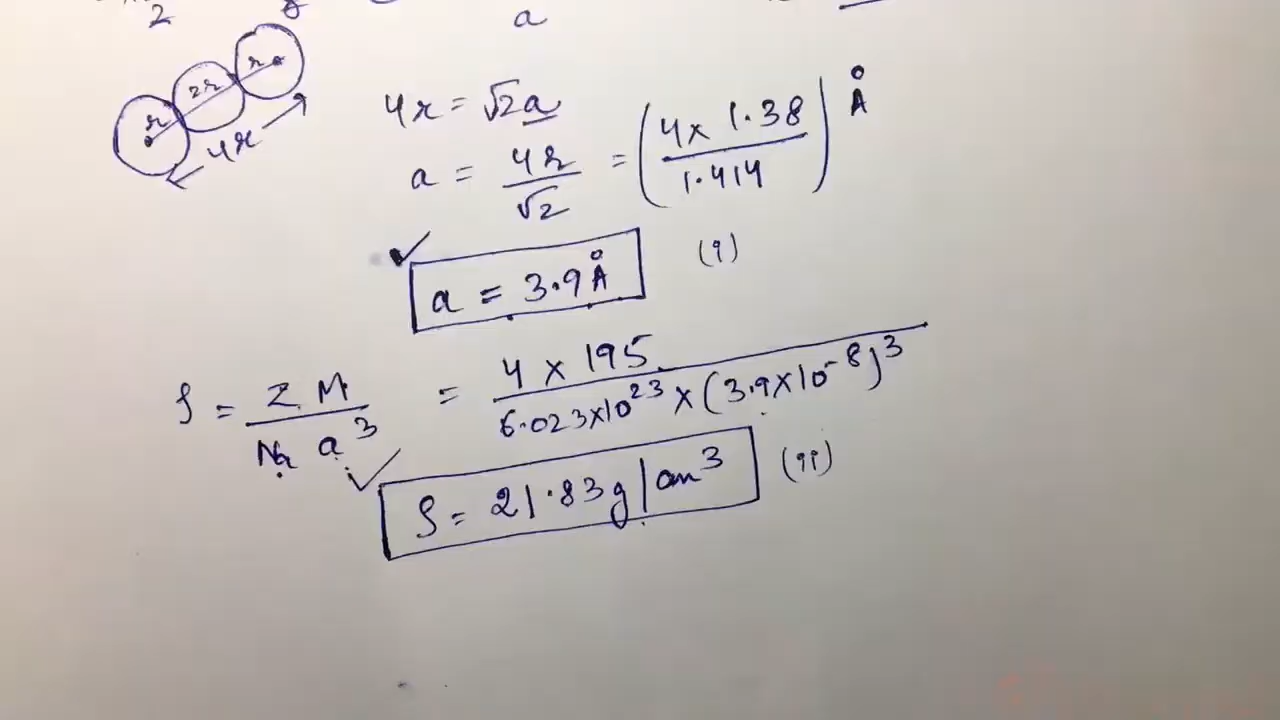 2
a
r 2r r
4r
4r = √2a
a = 4r/√2 = (4 × 1.38/1.414) Å
a = 3.9 Å (i)
ρ = Z M/Na a³ = 4 × 195/6.023×10²³ × (3.9×10⁻⁸)³
ρ = 21.83 g/cm³ (ii)